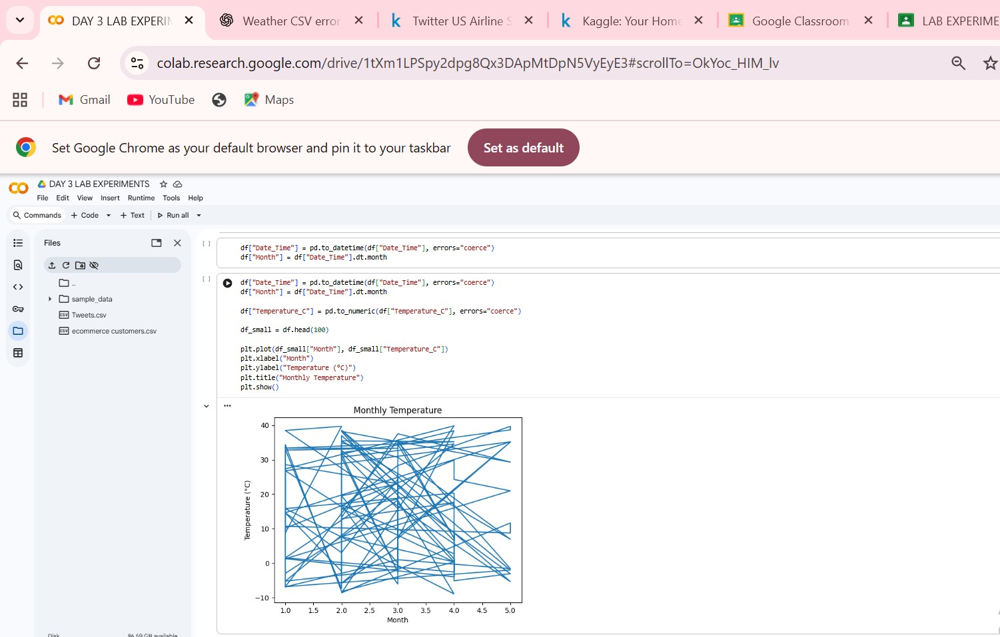 DAY 3 LAB EXPERIN
Weather CSV error
Twitter US Airline S
Kaggle: Your Home
Google Classroom
LAB EXPERIME
colab.research.google.com/drive/1tXm1LPSpy2dpg8Qx3DApMtDpN5VyEyE3#scrollTo=OkYoc_HIM_lv
Gmail
YouTube
Maps
Set Google Chrome as your default browser and pin it to your taskbar
Set as default
DAY 3 LAB EXPERIMENTS
File Edit View Insert Runtime Tools Help
Commands + Code + Text Run all
Files
..
sample_data
Tweets.csv
ecommerce customers.csv
Disk 86.59 GB available
[ ]
df["Date_Time"] = pd.to_datetime(df["Date_Time"], errors="coerce")
df["Month"] = df["Date_Time"].dt.month
[ ]
df["Date_Time"] = pd.to_datetime(df["Date_Time"], errors="coerce")
df["Month"] = df["Date_Time"].dt.month
df["Temperature_C"] = pd.to_numeric(df["Temperature_C"], errors="coerce")
df_small = df.head(100)
plt.plot(df_small["Month"], df_small["Temperature_C"])
plt.xlabel("Month")
plt.ylabel("Temperature (°C)")
plt.title("Monthly Temperature")
plt.show()
Monthly Temperature
Temperature (°C)
40
30
20
10
0
−10
1.0 1.5 2.0 2.5 3.0 3.5 4.0 4.5 5.0
Month